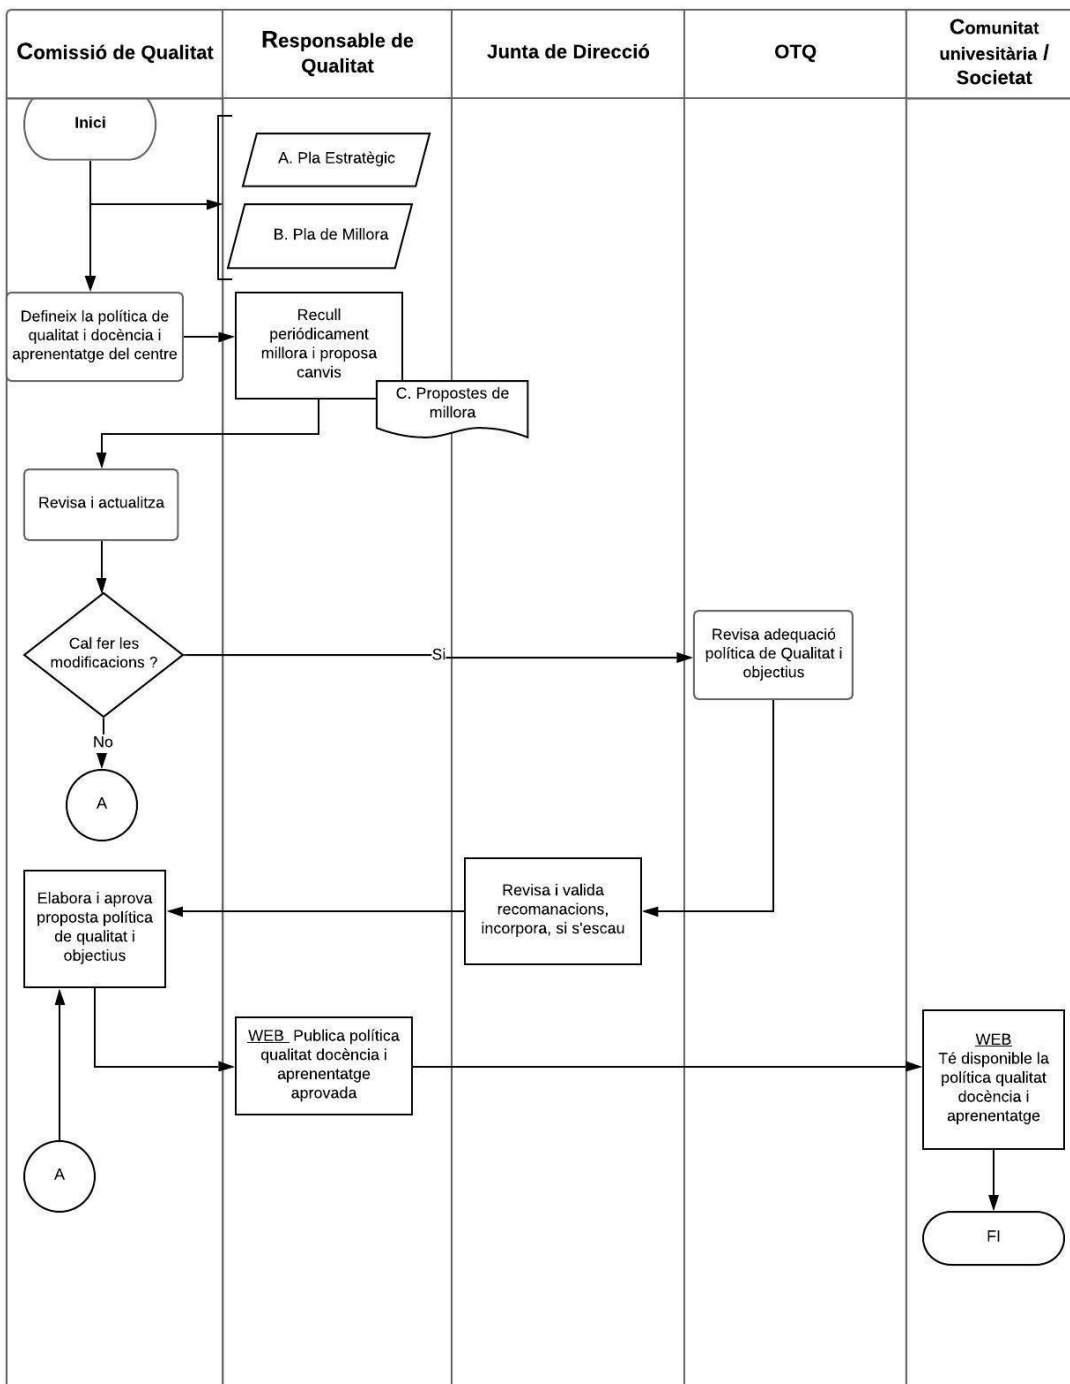 Comissió de Qualitat
Responsable de
Qualitat
Junta de Direcció
OTQ
Comunitat
univesitària /
Societat
Inici
A. Pla Estratègic
B. Pla de Millora
Defineix la política de
qualitat i docència i
aprenentatge del centre
Recull
periódicament
millora i proposa
canvis
C. Propostes de
millora
Revisa i actualitza
Cal fer les
modificacions ?
Si
Revisa adequació
política de Qualitat i
objectius
No
A
Elabora i aprova
proposta política
de qualitat i
objectius
Revisa i valida
recomanacions,
incorpora, si s'escau
WEB Publica política
qualitat docència i
aprenentatge
aprovada
WEB
Té disponible la
política qualitat
docència i
aprenentatge
A
FI